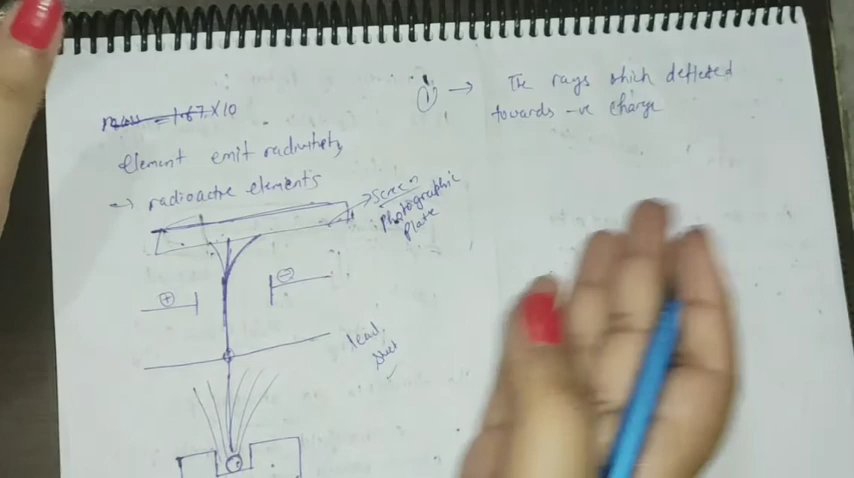 mass = 1.67 X 10
element emit radioactivity
→ radioactive elements
screen
photographic
plate
⊕
⊖
lead
① → The rays which deflected
towards -ve charge